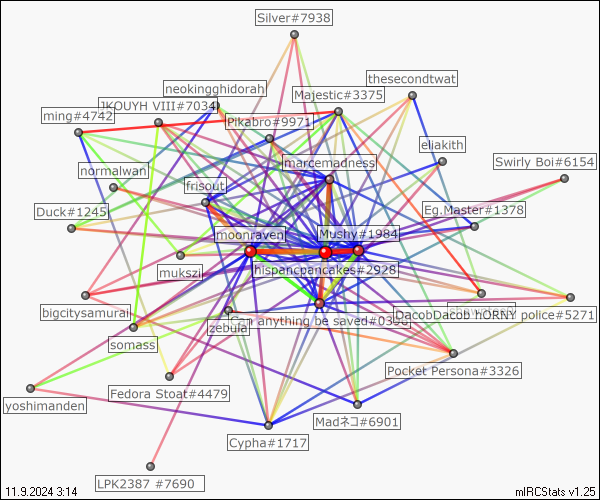 Silver#7938
thesecondtwat
neokingghidorah
Majestic#3375
JKOUYH VIII#7034
ming#4742
Pikabro#9971
eliakith
marcemadness
Swirly Boi#6154
normalwan
frisout
Duck#1245
Eg.Master#1378
moonraven
Mushy#1984
mukszi
hispancpancakes#2928
bigcitysamurai
DacobDacob hORNY police#5271
anything be saved#0396
zebula
somass
Pocket Persona#3326
Fedora Stoat#4479
yoshimanden
Madネコ#6901
Cypha#1717
LPK2387 #7690
11.9.2024 3:14
mIRCStats v1.25